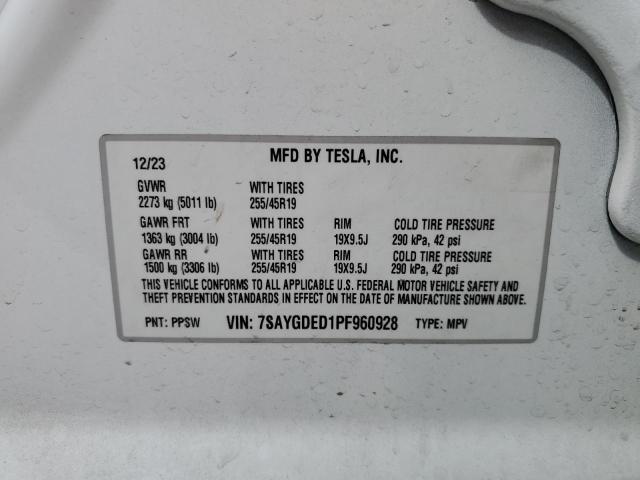 12/23 MFD BY TESLA, INC.
GVWR WITH TIRES
2273 kg (5011 lb) 255/45R19
GAWR FRT WITH TIRES RIM COLD TIRE PRESSURE
1363 kg (3004 lb) 255/45R19 19X9.5J 290 kPa, 42 psi
GAWR RR WITH TIRES RIM COLD TIRE PRESSURE
1500 kg (3306 lb) 255/45R19 19X9.5J 290 kPa, 42 psi
THIS VEHICLE CONFORMS TO ALL APPLICABLE U.S. FEDERAL MOTOR VEHICLE SAFETY AND
THEFT PREVENTION STANDARDS IN EFFECT ON THE DATE OF MANUFACTURE SHOWN ABOVE.
PNT: PPSW VIN: 7SAYGDED1PF960928 TYPE: MPV